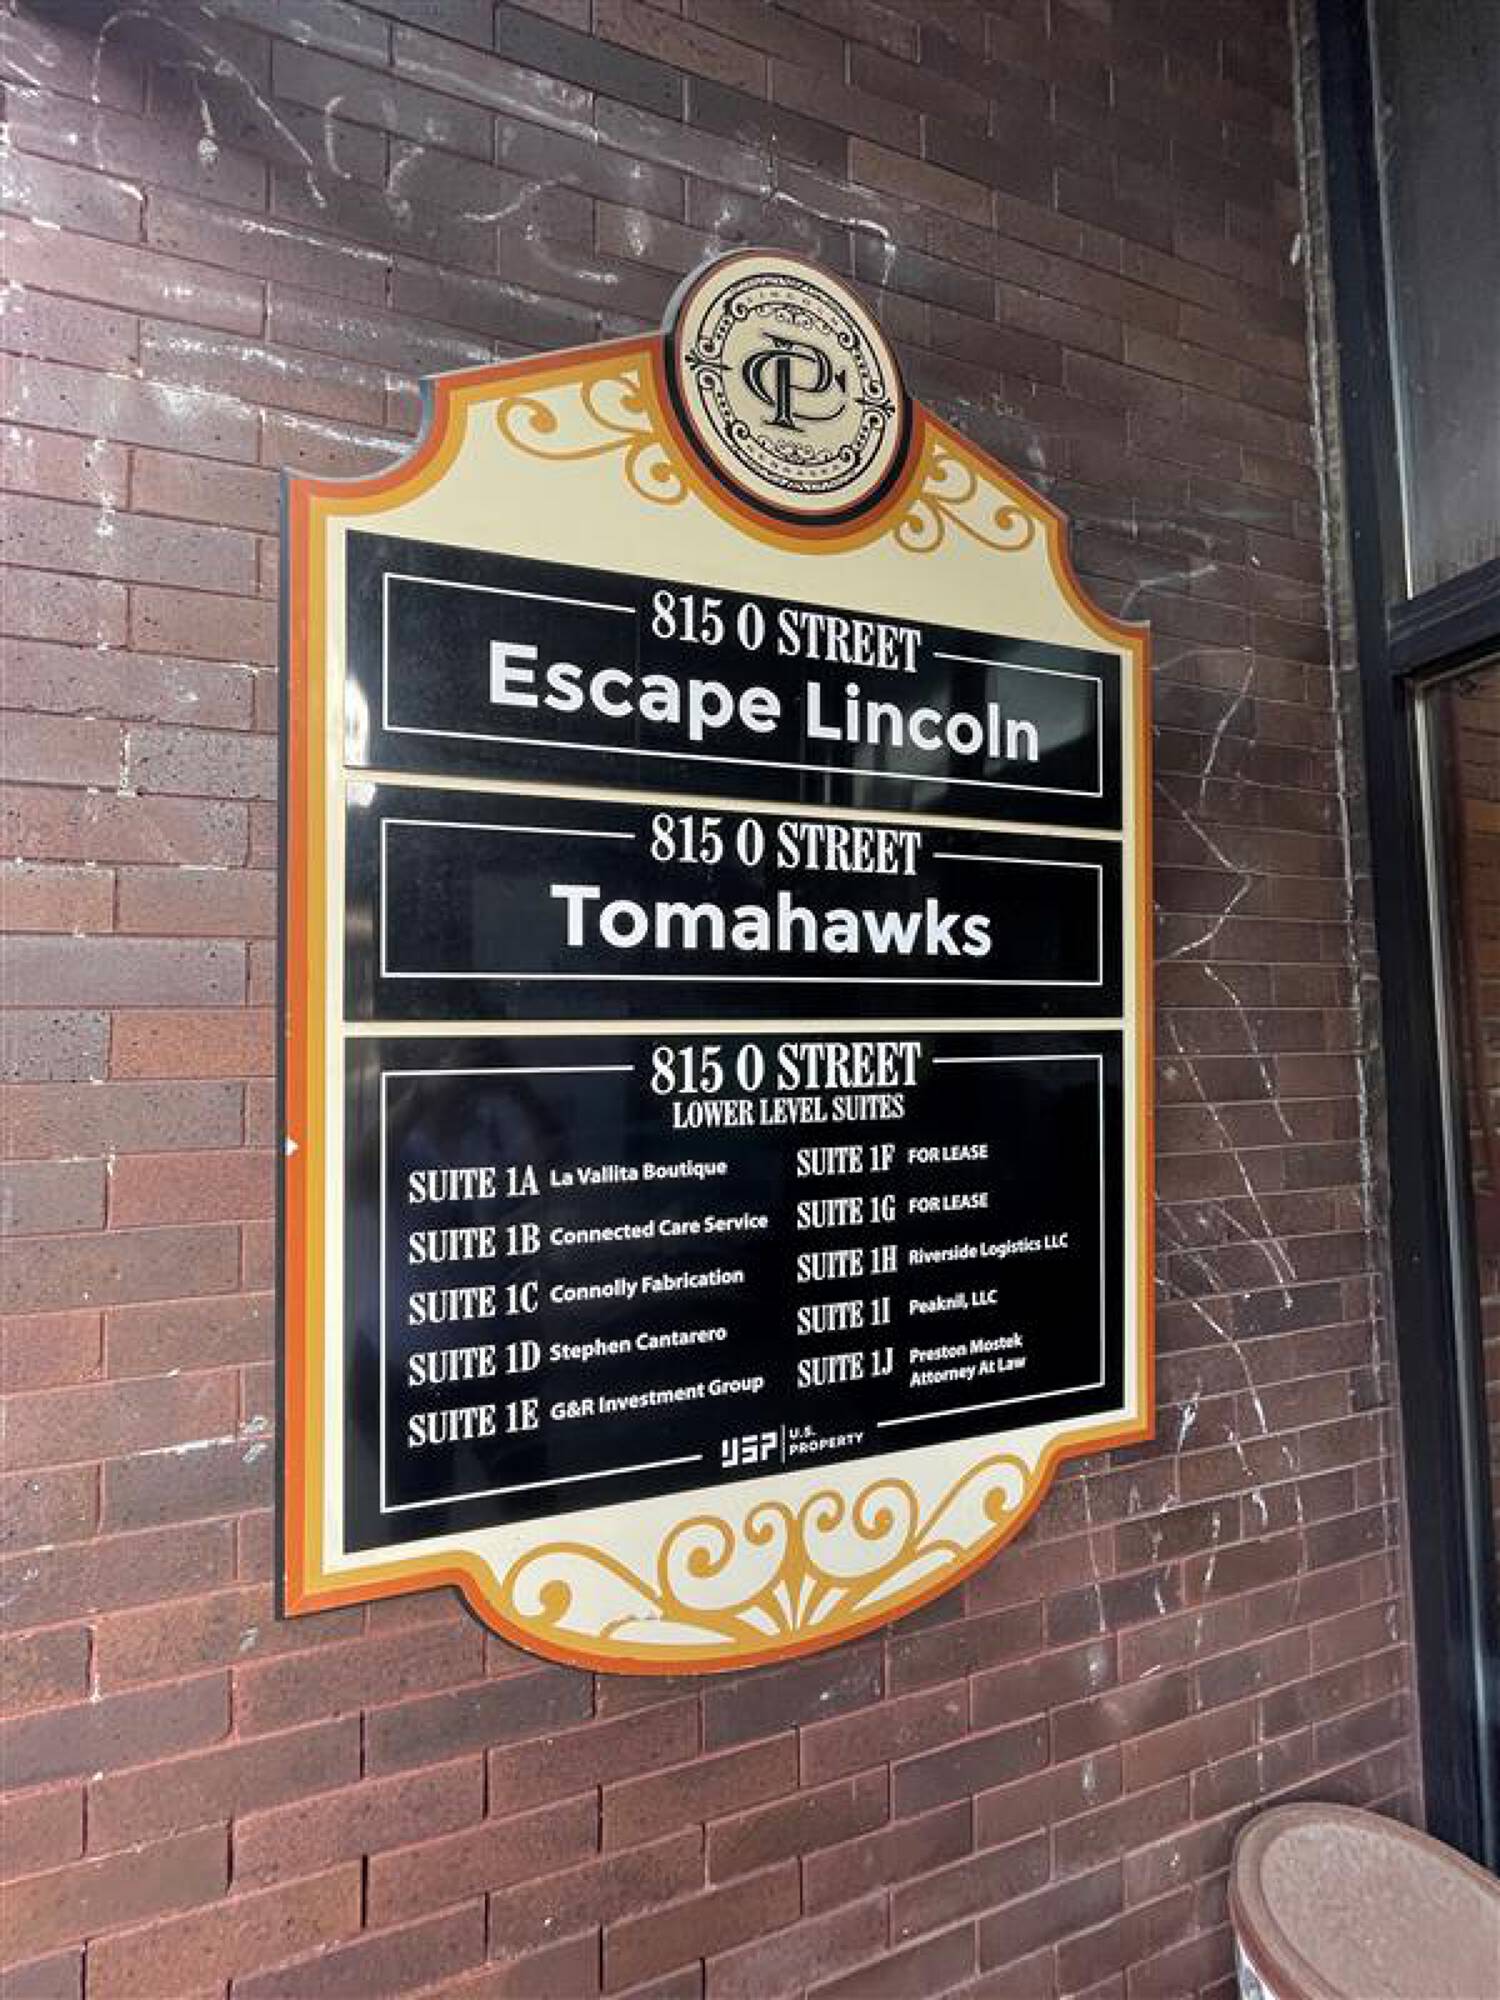 815 O STREET
Escape Lincoln
815 O STREET
Tomahawks
815 O STREET
LOWER LEVEL SUITES
SUITE 1A La Vallita Boutique
SUITE 1B Connected Care Service
SUITE 1C Connolly Fabrication
SUITE 1D Stephen Cantarero
SUITE 1E G&R Investment Group
SUITE 1F FOR LEASE
SUITE 1G FOR LEASE
SUITE 1H Riverside Logistics LLC
SUITE 1I Peaknil, LLC
SUITE 1J Preston Mostek
Attorney At Law
USP U.S.
PROPERTY